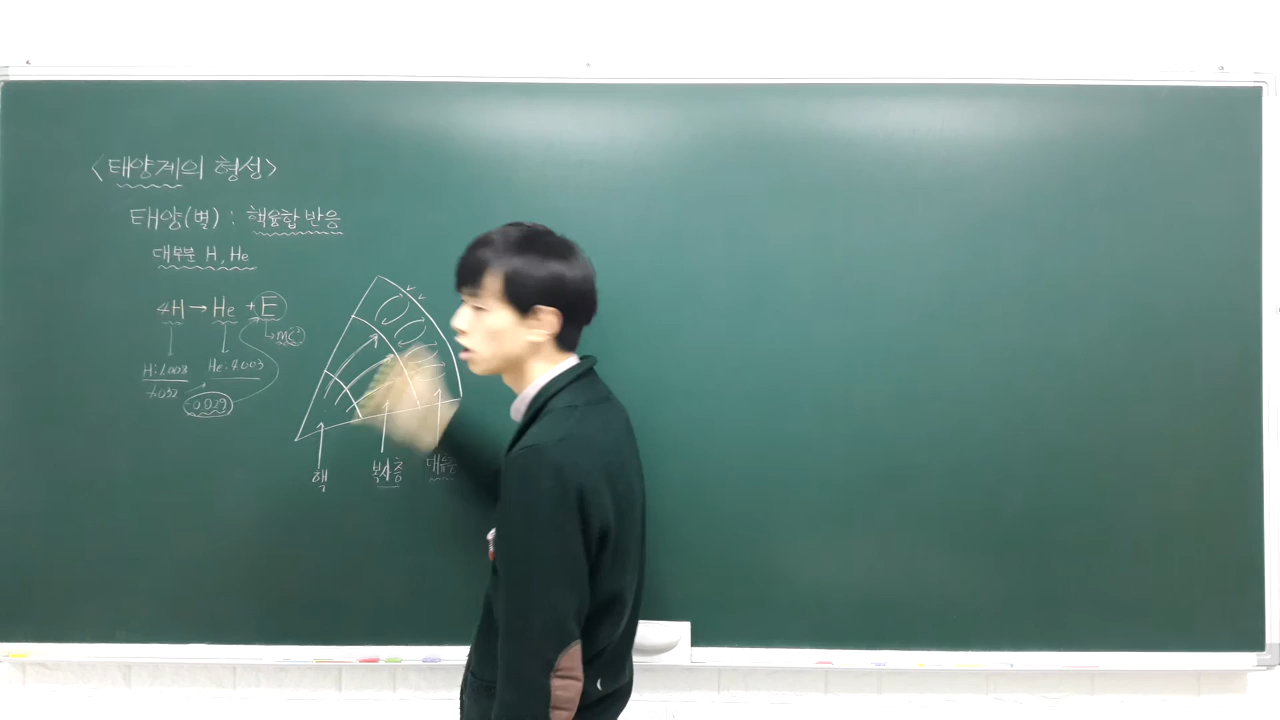 <태양계의 형성>
태양(별) : 핵융합 반응
대부분 H, He
4H → He + E
mc²
H:1.008 He:4.003
4.032
0.029
핵 복사층 대류층